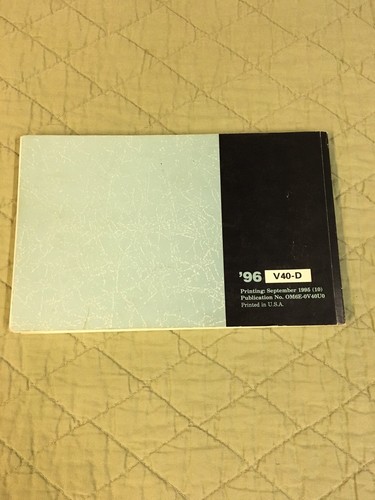 '96 V40-D
Printing: September 1995 (10)
Publication No. OM6E-0V40U0
Printed in U.S.A.